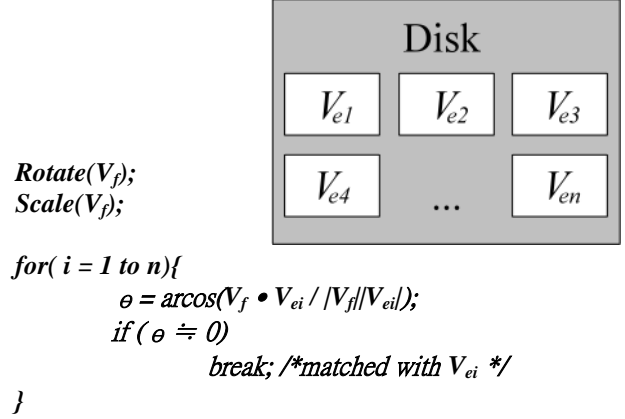 Disk
Ve1 Ve2 Ve3
Ve4 ... Ven
Rotate(Vf);
Scale(Vf);
for( i = 1 to n){
ɵ = arcos(Vf ● Vei / |Vf||Vei|);
if ( ɵ ≒ 0)
break; /*matched with Vei */
}